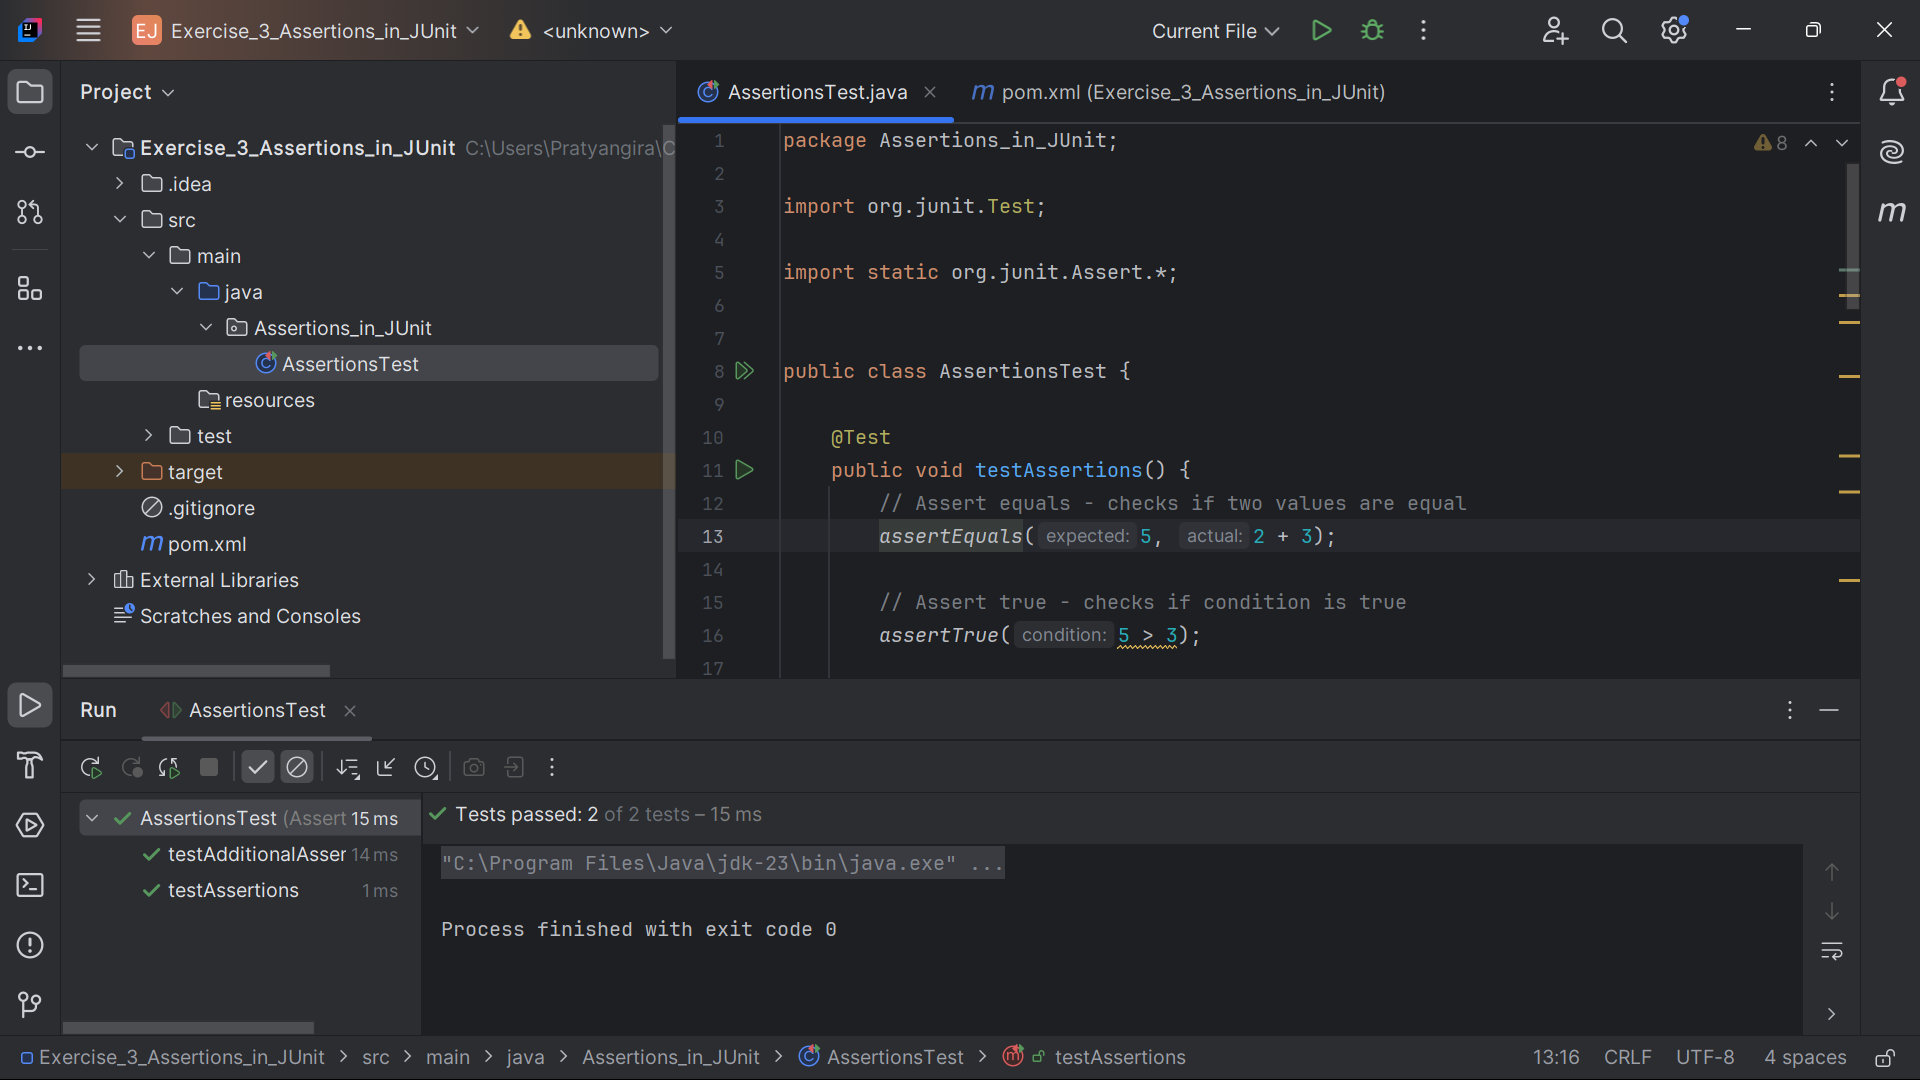 EJ Exercise_3_Assertions_in_JUnit <unknown> Current File
Project
Exercise_3_Assertions_in_JUnit C:\Users\Pratyangira\C
.idea
src
main
java
Assertions_in_JUnit
AssertionsTest
resources
test
target
.gitignore
pom.xml
External Libraries
Scratches and Consoles
AssertionsTest.java pom.xml (Exercise_3_Assertions_in_JUnit)
8
1 package Assertions_in_JUnit;
2
3 import org.junit.Test;
4
5 import static org.junit.Assert.*;
6
7
8 public class AssertionsTest {
9
10 @Test
11 public void testAssertions() {
12 // Assert equals - checks if two values are equal
13 assertEquals( expected: 5, actual: 2 + 3);
14
15 // Assert true - checks if condition is true
16 assertTrue( condition: 5 > 3);
17
Run AssertionsTest
AssertionsTest (Assert 15 ms
testAdditionalAsser 14 ms
testAssertions 1 ms
Tests passed: 2 of 2 tests – 15 ms
"C:\Program Files\Java\jdk-23\bin\java.exe" ...
Process finished with exit code 0
Exercise_3_Assertions_in_JUnit > src > main > java > Assertions_in_JUnit > AssertionsTest > testAssertions 13:16 CRLF UTF-8 4 spaces